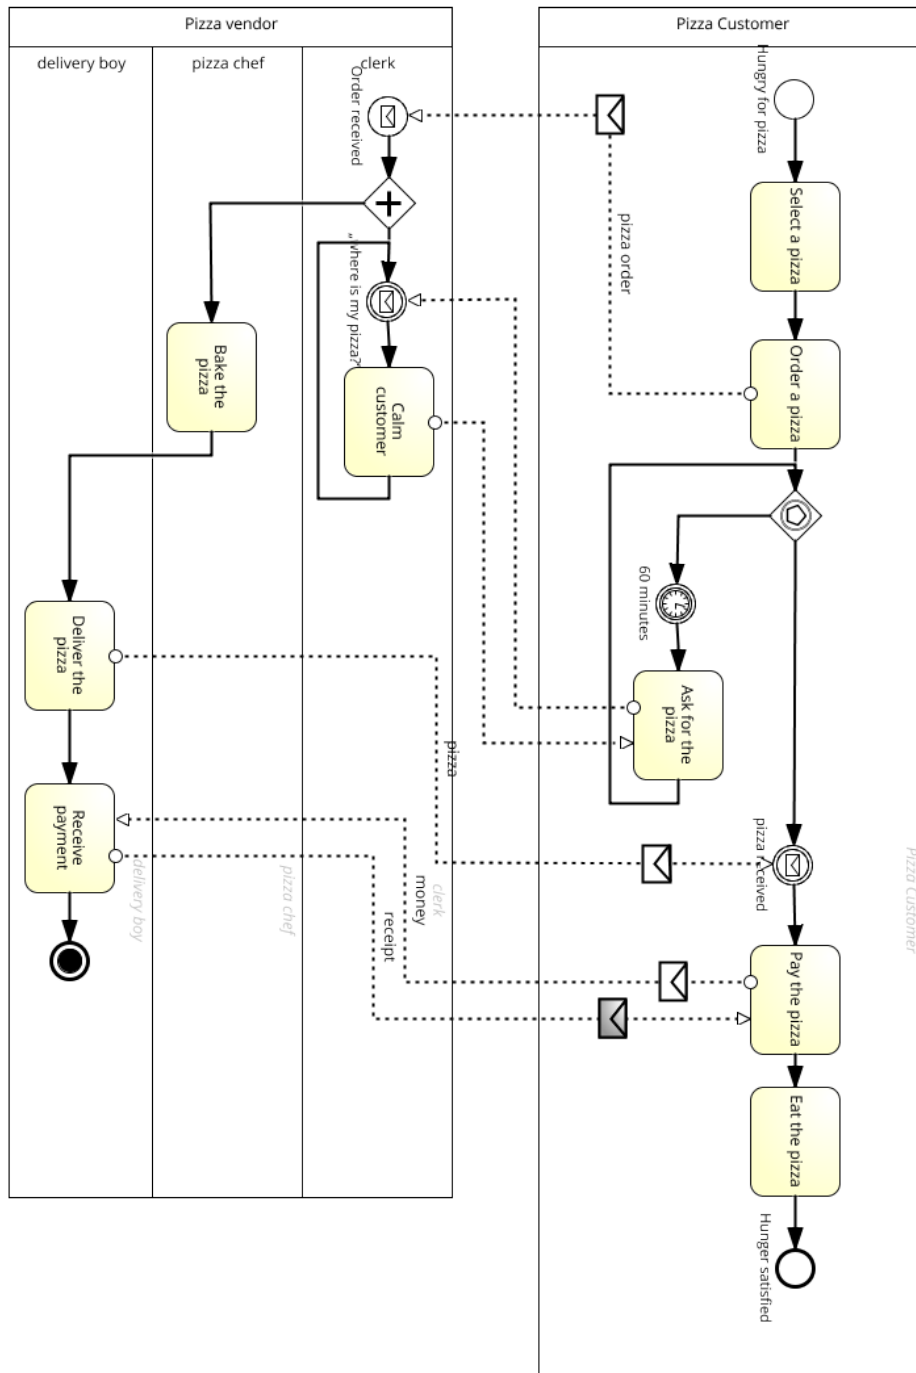 Pizza vendor
Pizza Customer
delivery boy
pizza chef
clerk
Order received
Hungry for pizza
Select a pizza
pizza order
„Where is my pizza?“
Order a pizza
Bake the
pizza
Calm
customer
60 minutes
Deliver the
pizza
Ask for the
pizza
pizza
pizza received
Receive
payment
delivery boy
pizza chef
clerk
money
receipt
Pizza Customer
Pay the pizza
Eat the pizza
Hunger satisfied